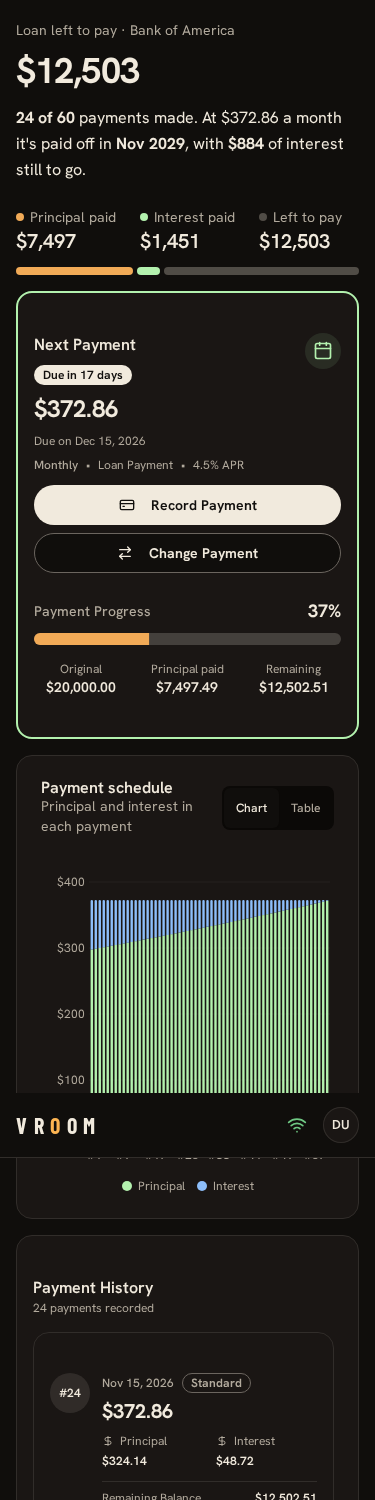 Loan left to pay · Bank of America
$12,503
24 of 60 payments made. At $372.86 a month
it's paid off in Nov 2029, with $884 of interest
still to go.
Principal paid Interest paid Left to pay
$7,497 $1,451 $12,503
Next Payment
Due in 17 days
$372.86
Due on Dec 15, 2026
Monthly • Loan Payment • 4.5% APR
Record Payment
Change Payment
Payment Progress 37%
Original Principal paid Remaining
$20,000.00 $7,497.49 $12,502.51
Payment schedule
Principal and interest in
each payment
Chart Table
$400
$300
$200
$100
VROOM DU
Principal Interest
Payment History
24 payments recorded
#24
Nov 15, 2026 Standard
$372.86
Principal Interest
$324.14 $48.72
Remaining Balance $12,502.51